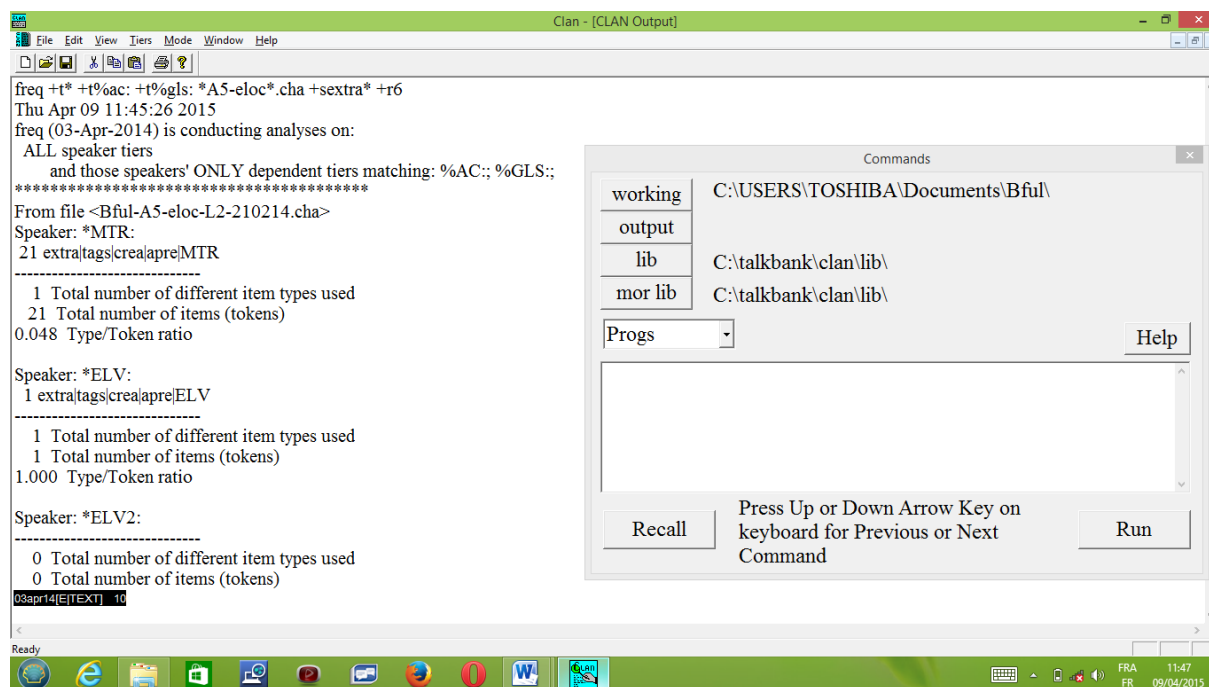 Clan - [CLAN Output]
File Edit View Tiers Mode Window Help
freq +t* +t%ac: +t%gls: *A5-eloc*.cha +sextra* +r6
Thu Apr 09 11:45:26 2015
freq (03-Apr-2014) is conducting analyses on:
ALL speaker tiers
and those speakers' ONLY dependent tiers matching: %AC:; %GLS:;
****************************************
From file <Bful-A5-eloc-L2-210214.cha>
Speaker: *MTR:
21 extra|tags|crea|apre|MTR
------------------------------
1 Total number of different item types used
21 Total number of items (tokens)
0.048 Type/Token ratio
Speaker: *ELV:
1 extra|tags|crea|apre|ELV
------------------------------
1 Total number of different item types used
1 Total number of items (tokens)
1.000 Type/Token ratio
Speaker: *ELV2:
------------------------------
0 Total number of different item types used
0 Total number of items (tokens)
03apr14[E|TEXT] 10
Ready
Commands
working C:\USERS\TOSHIBA\Documents\Bful\
output
lib C:\talkbank\clan\lib\
mor lib C:\talkbank\clan\lib\
Progs
Help
Recall
Press Up or Down Arrow Key on
keyboard for Previous or Next
Command
Run
FRA 11:47
FR 09/04/2015